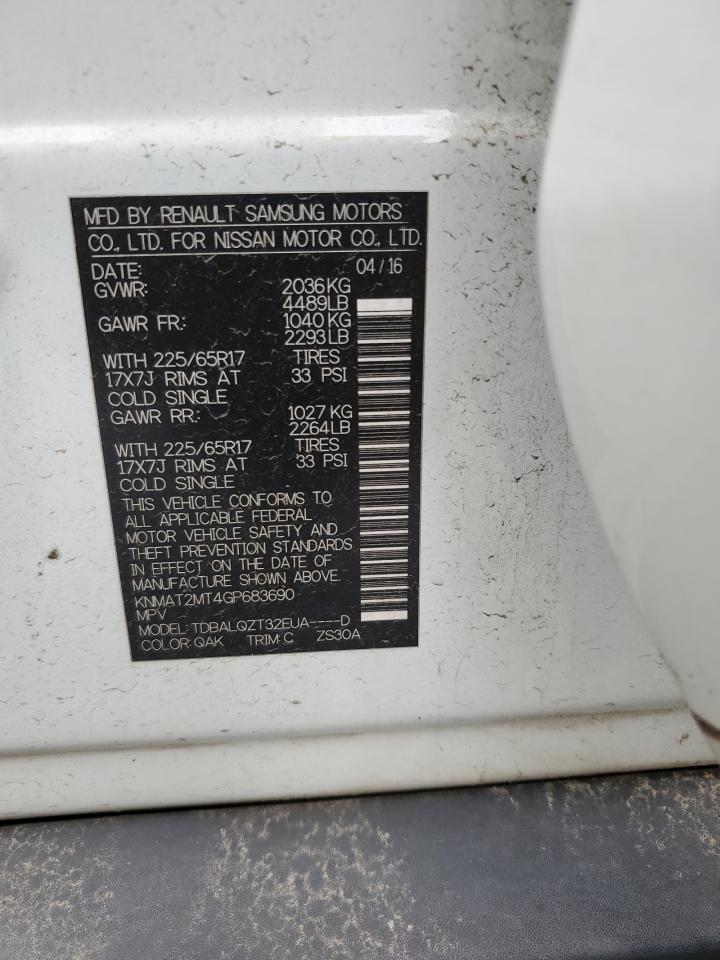 MFD BY RENAULT SAMSUNG MOTORS
CO., LTD. FOR NISSAN MOTOR CO., LTD.
DATE: 04/16
GVWR: 2036KG
4489LB
GAWR FR: 1040KG
2293LB
WITH 225/65R17 TIRES
17X7J RIMS AT 33 PSI
COLD SINGLE
GAWR RR: 1027KG
2264LB
WITH 225/65R17 TIRES
17X7J RIMS AT 33 PSI
COLD SINGLE
THIS VEHICLE CONFORMS TO
ALL APPLICABLE FEDERAL
MOTOR VEHICLE SAFETY AND
THEFT PREVENTION STANDARDS
IN EFFECT ON THE DATE OF
MANUFACTURE SHOWN ABOVE.
KNMAT2MT4GP683690
MPV
MODEL: TDBALQZT32EUA----D
COLOR: QAK TRIM: C ZS30A